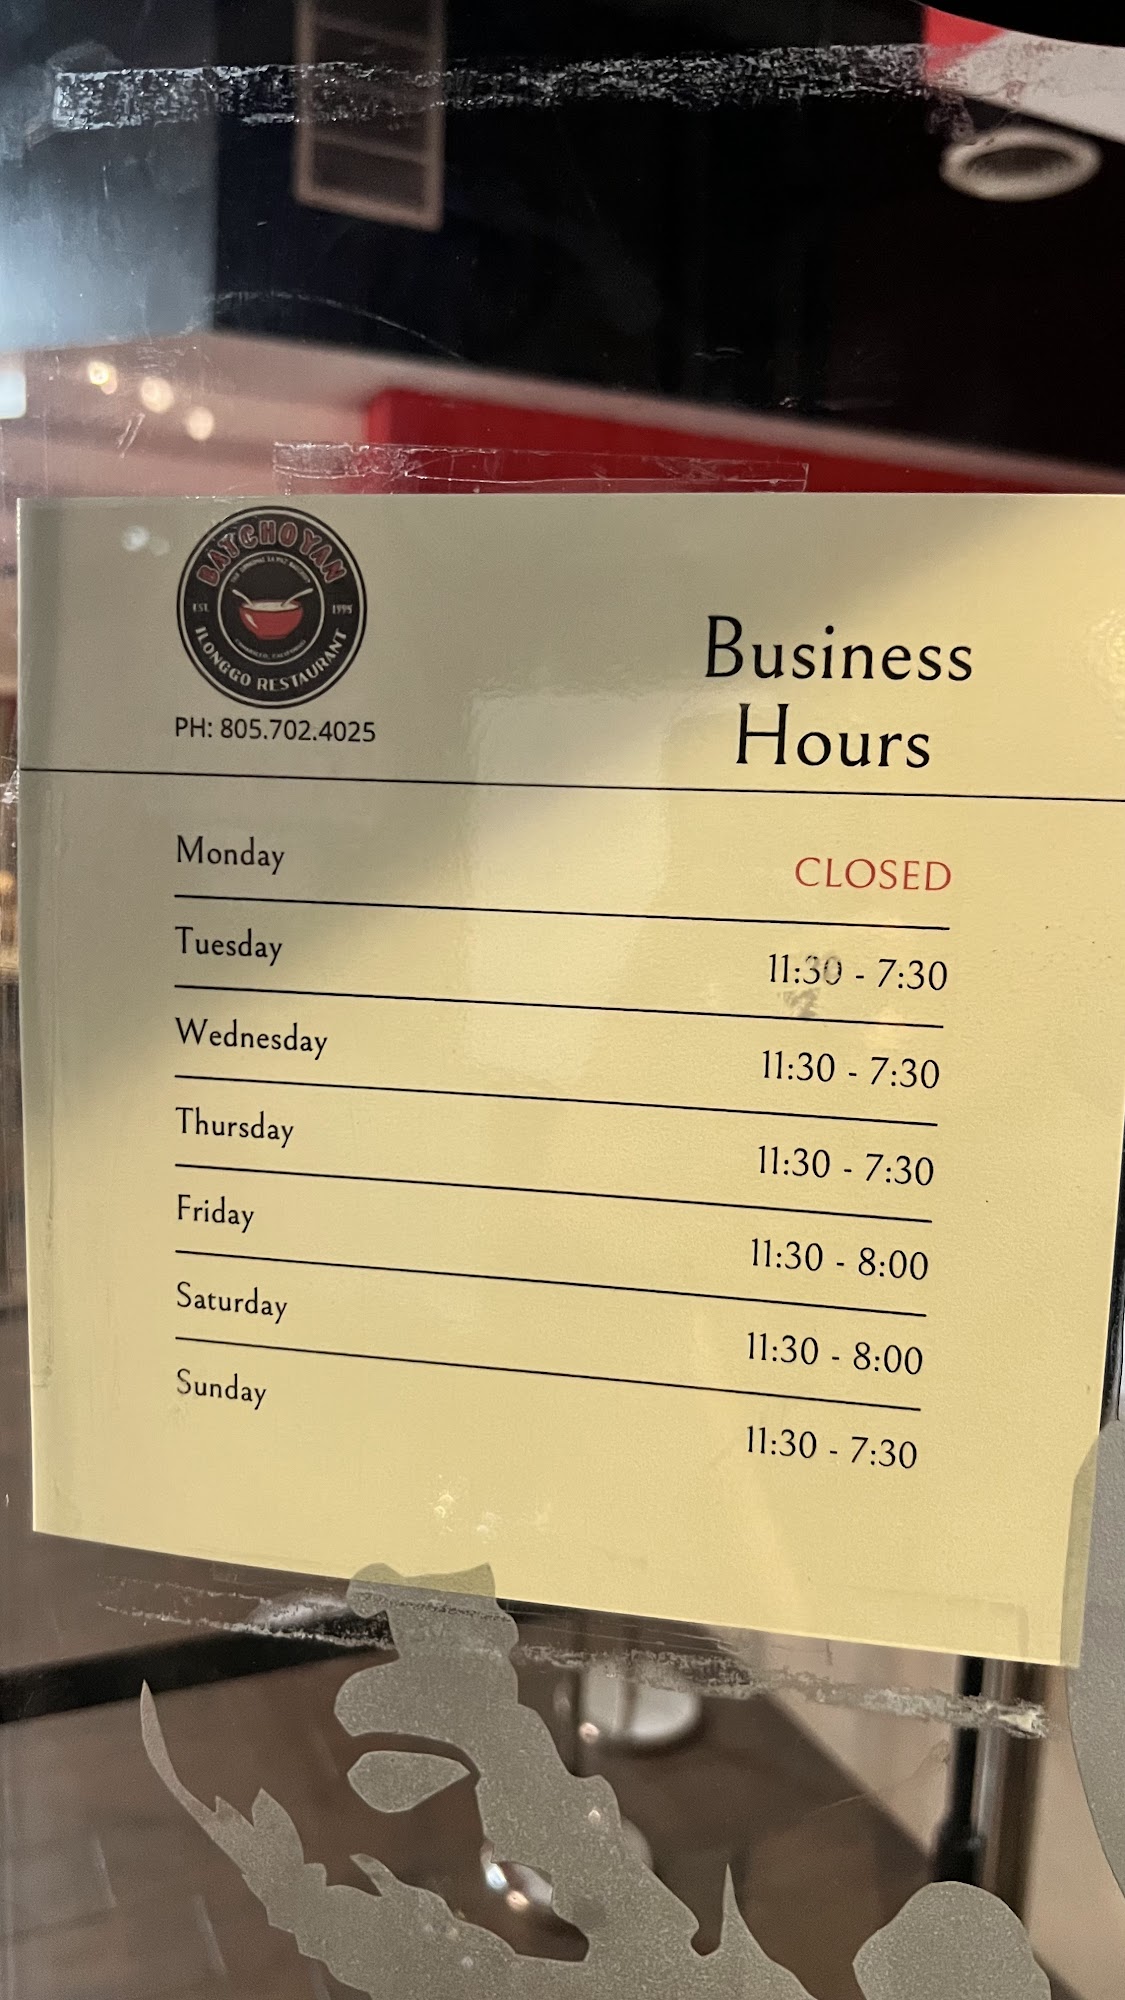 BATCHOYAN
EST. 1995
ILONGGO RESTAURANT
PH: 805.702.4025
Business
Hours
Monday CLOSED
Tuesday 11:30 - 7:30
Wednesday 11:30 - 7:30
Thursday 11:30 - 7:30
Friday 11:30 - 8:00
Saturday 11:30 - 8:00
Sunday 11:30 - 7:30